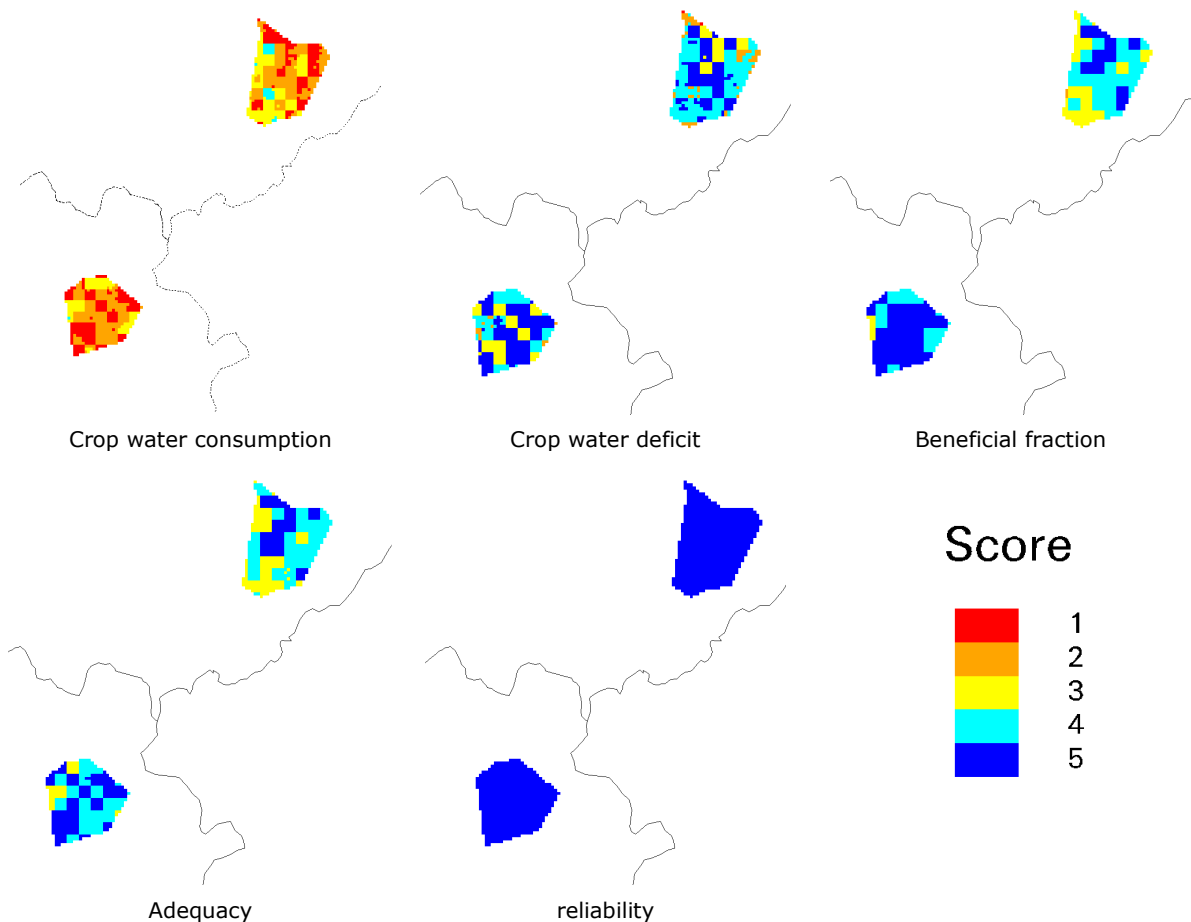 Crop water consumption
Crop water deficit
Beneficial fraction
Score
1
2
3
4
5
Adequacy
reliability